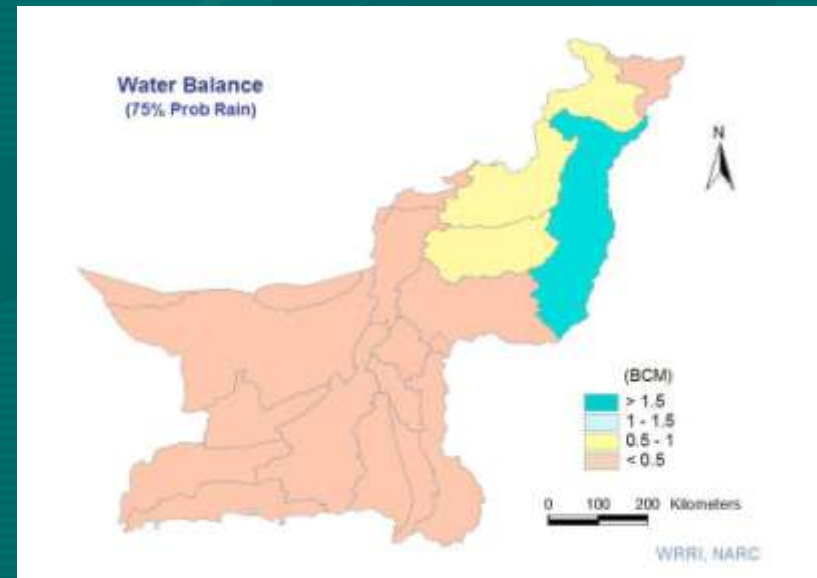 Water Balance
(75% Prob Rain)
N
(BCM)
> 1.5
1 - 1.5
0.5 - 1
< 0.5
0 100 200 Kilometers
WRRI, NARC